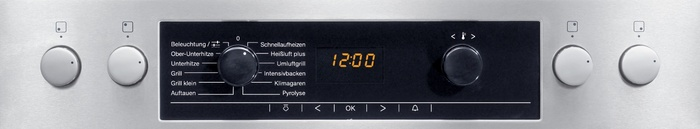 0
Beleuchtung / Schnellaufheizen
Ober-Unterhitze Heißluft plus
Unterhitze Umluftgrill
Grill Intensivbacken
Grill klein Klimagaren
Auftauen Pyrolyse
12:00
< >
< OK >